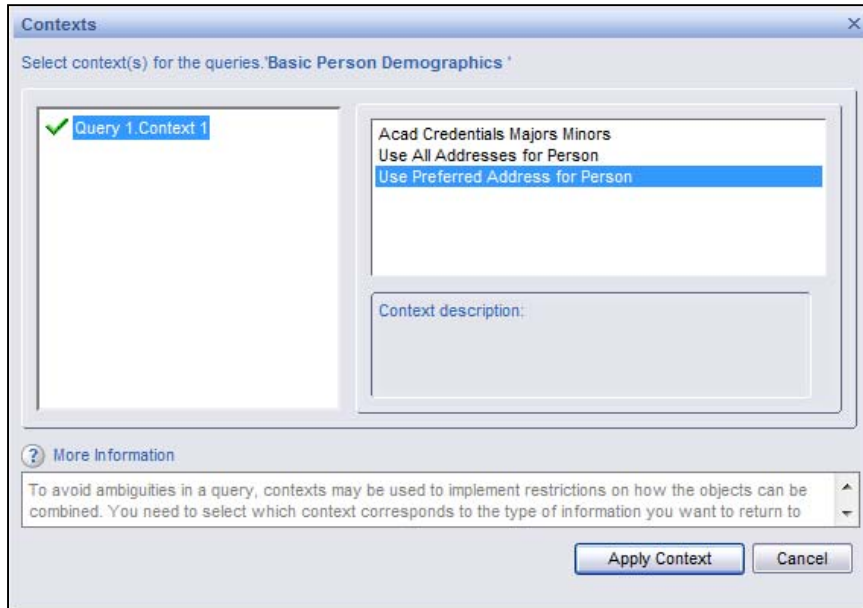 Contexts
Select context(s) for the queries.'Basic Person Demographics '
Query 1.Context 1
Acad Credentials Majors Minors
Use All Addresses for Person
Use Preferred Address for Person
Context description:
? More Information
To avoid ambiguities in a query, contexts may be used to implement restrictions on how the objects can be
combined. You need to select which context corresponds to the type of information you want to return to
Apply Context Cancel